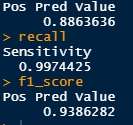 Pos Pred Value
0.8863636
> recall
Sensitivity
0.9974425
> f1_score
Pos Pred Value
0.9386282